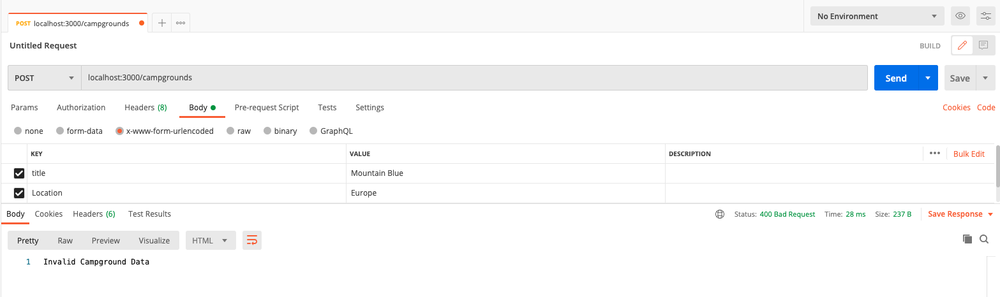 POST localhost:3000/campgrounds
No Environment
Untitled Request
BUILD
POST localhost:3000/campgrounds Send Save
Params Authorization Headers (8) Body Pre-request Script Tests Settings Cookies Code
none form-data x-www-form-urlencoded raw binary GraphQL
KEY VALUE DESCRIPTION Bulk Edit
title Mountain Blue
Location Europe
Body Cookies Headers (6) Test Results Status: 400 Bad Request Time: 28 ms Size: 237 B Save Response
Pretty Raw Preview Visualize HTML
1 Invalid Campground Data